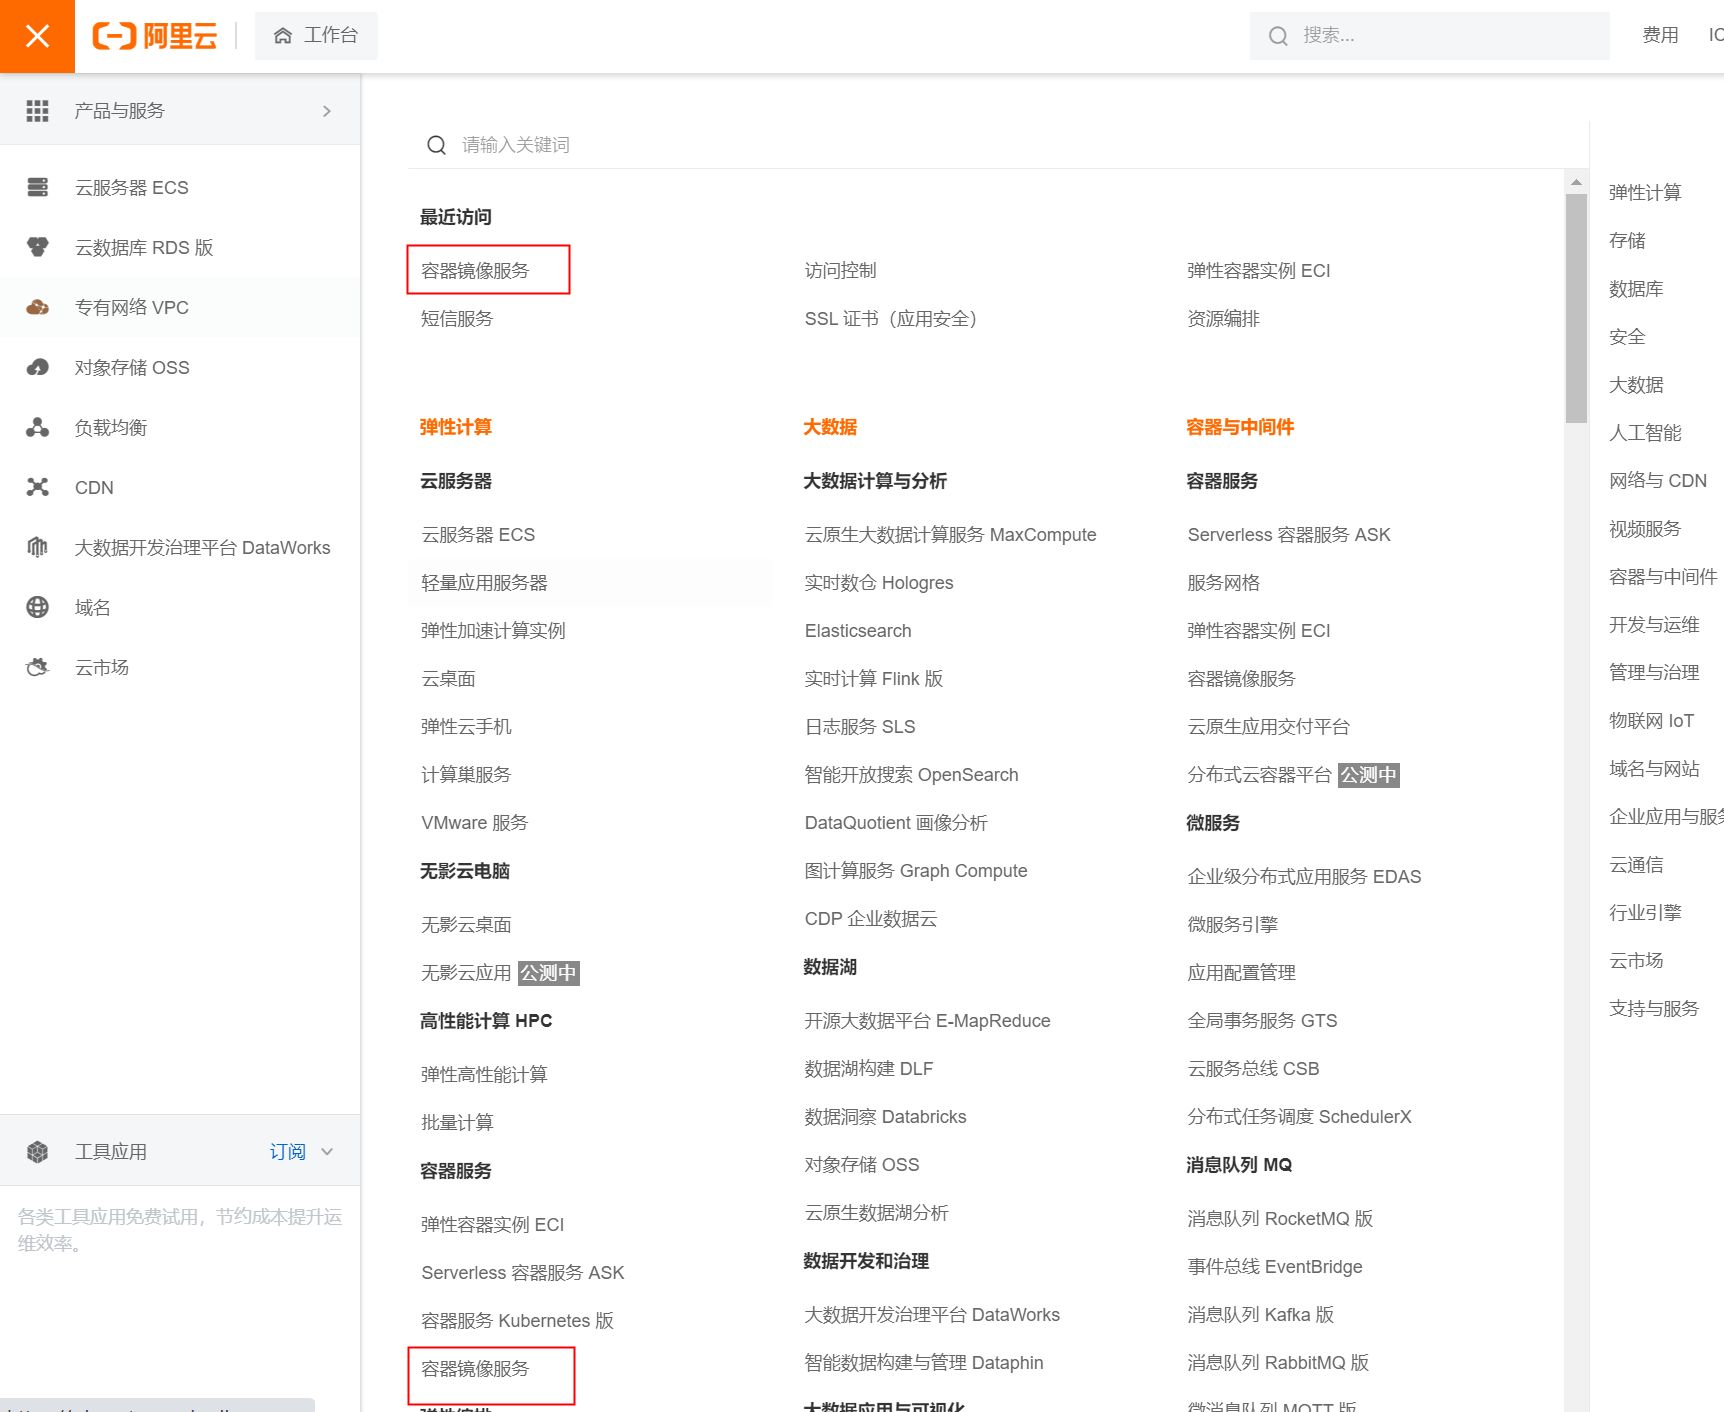 阿里云
工作台
搜索...
费用
产品与服务
云服务器 ECS
云数据库 RDS 版
专有网络 VPC
对象存储 OSS
负载均衡
CDN
大数据开发治理平台 DataWorks
域名
云市场
工具应用
订阅
各类工具应用免费试用，节约成本提升运
维效率。
请输入关键词
最近访问
容器镜像服务
访问控制
弹性容器实例 ECI
短信服务
SSL 证书（应用安全）
资源编排
弹性计算
云服务器
云服务器 ECS
轻量应用服务器
弹性加速计算实例
云桌面
弹性云手机
计算巢服务
VMware 服务
无影云电脑
无影云桌面
无影云应用 公测中
高性能计算 HPC
弹性高性能计算
批量计算
容器服务
弹性容器实例 ECI
Serverless 容器服务 ASK
容器服务 Kubernetes 版
容器镜像服务
大数据
大数据计算与分析
云原生大数据计算服务 MaxCompute
实时数仓 Hologres
Elasticsearch
实时计算 Flink 版
日志服务 SLS
智能开放搜索 OpenSearch
DataQuotient 画像分析
图计算服务 Graph Compute
CDP 企业数据云
数据湖
开源大数据平台 E-MapReduce
数据湖构建 DLF
数据洞察 Databricks
对象存储 OSS
云原生数据湖分析
数据开发和治理
大数据开发治理平台 DataWorks
智能数据构建与管理 Dataphin
大数据应用与可视化
容器与中间件
容器服务
Serverless 容器服务 ASK
服务网格
弹性容器实例 ECI
容器镜像服务
云原生应用交付平台
分布式云容器平台 公测中
微服务
企业级分布式应用服务 EDAS
微服务引擎
应用配置管理
全局事务服务 GTS
云服务总线 CSB
分布式任务调度 SchedulerX
消息队列 MQ
消息队列 RocketMQ 版
事件总线 EventBridge
消息队列 Kafka 版
消息队列 RabbitMQ 版
微消息队列 MQTT 版
弹性计算
存储
数据库
安全
大数据
人工智能
网络与 CDN
视频服务
容器与中间件
开发与运维
管理与治理
物联网 IoT
域名与网站
企业应用与服务
云通信
行业引擎
云市场
支持与服务